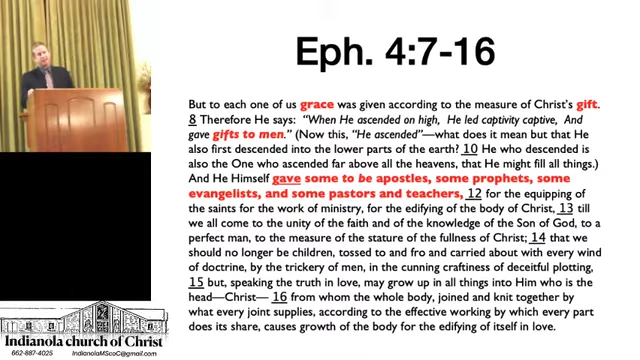 Eph. 4:7-16
But to each one of us grace was given according to the measure of Christ's gift.
8 Therefore He says: “When He ascended on high, He led captivity captive, And
gave gifts to men.” (Now this, “He ascended”—what does it mean but that He
also first descended into the lower parts of the earth? 10 He who descended is
also the One who ascended far above all the heavens, that He might fill all things.)
And He Himself gave some to be apostles, some prophets, some
evangelists, and some pastors and teachers, 12 for the equipping of
the saints for the work of ministry, for the edifying of the body of Christ, 13 till
we all come to the unity of the faith and of the knowledge of the Son of God, to a
perfect man, to the measure of the stature of the fullness of Christ; 14 that we
should no longer be children, tossed to and fro and carried about with every wind
of doctrine, by the trickery of men, in the cunning craftiness of deceitful plotting,
15 but, speaking the truth in love, may grow up in all things into Him who is the
head—Christ— 16 from whom the whole body, joined and knit together by
what every joint supplies, according to the effective working by which every part
does its share, causes growth of the body for the edifying of itself in love.
Indianola church of Christ
662-887-4025 IndianolaMScoC@gmail.com